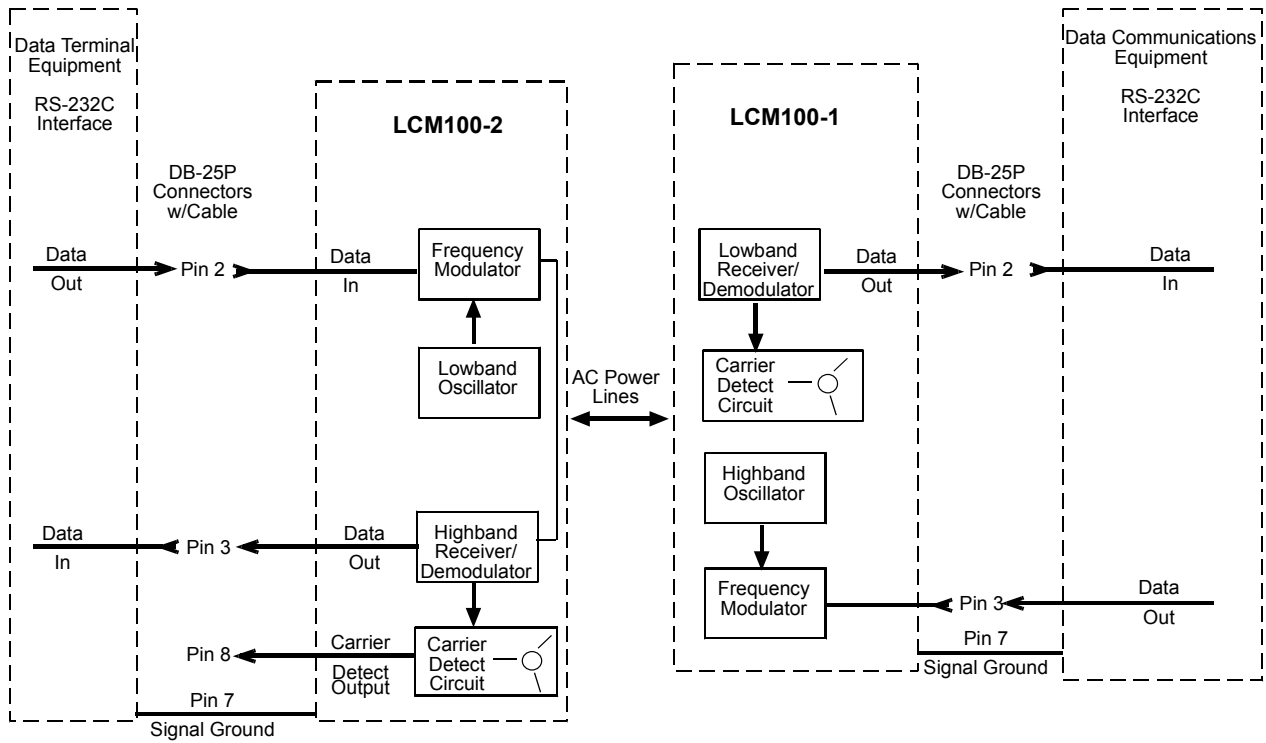 Data Terminal
Equipment
RS-232C
Interface
DB-25P
Connectors
w/Cable
LCM100-2
LCM100-1
DB-25P
Connectors
w/Cable
Data Communications
Equipment
RS-232C
Interface
Data
Out
Pin 2
Data
In
Frequency
Modulator
Lowband
Oscillator
AC Power
Lines
Lowband
Receiver/
Demodulator
Data
Out
Pin 2
Data
In
Carrier
Detect
Circuit
Highband
Oscillator
Data
In
Pin 3
Data
Out
Highband
Receiver/
Demodulator
Frequency
Modulator
Pin 3
Data
Out
Pin 7
Signal Ground
Pin 8
Carrier
Detect
Output
Carrier
Detect
Circuit
Pin 7
Signal Ground